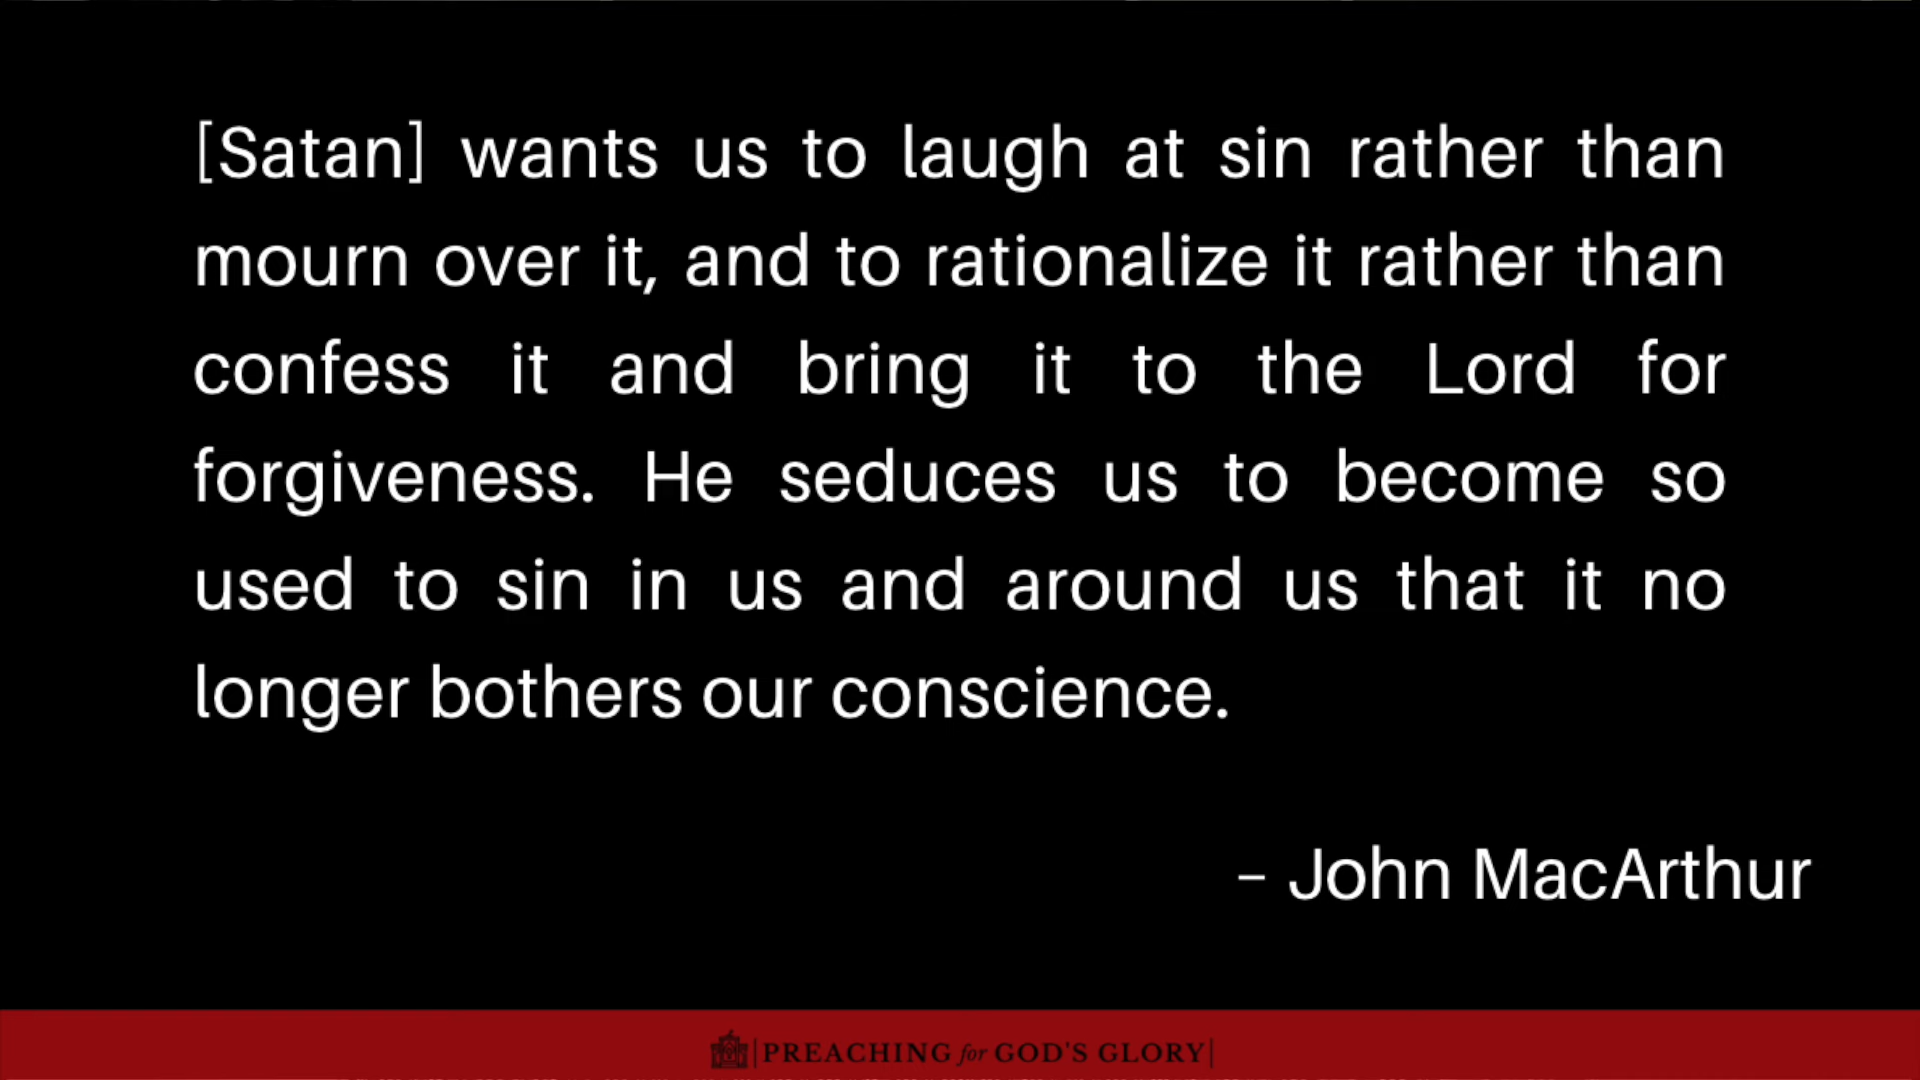 [Satan] wants us to laugh at sin rather than
mourn over it, and to rationalize it rather than
confess it and bring it to the Lord for
forgiveness. He seduces us to become so
used to sin in us and around us that it no
longer bothers our conscience.
– John MacArthur
|PREACHING for GOD'S GLORY|